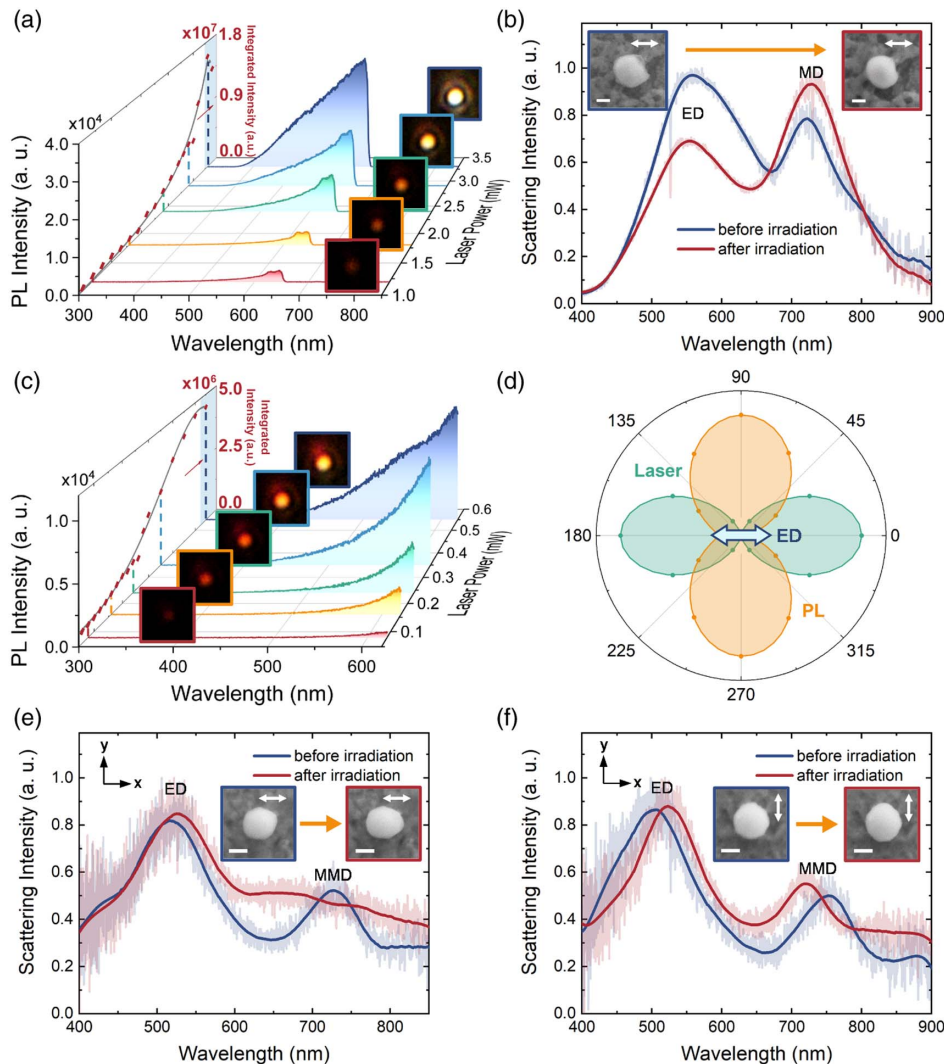 (a)
x10⁷
1.8
0.9
0.0
Integrated
Intensity (a.u.)
x10⁴
4.0
3.0
2.0
1.0
0.0
PL Intensity (a. u.)
300 400 500 600 700 800
Wavelength (nm)
3.5
3.0
2.5
2.0
1.5
1.0
Laser Power (mW)
(b)
1.0
0.8
0.6
0.4
0.2
0.0
Scattering Intensity (a. u.)
ED
MD
before irradiation
after irradiation
400 500 600 700 800 900
Wavelength (nm)
(c)
x10⁶
5.0
2.5
0.0
Integrated
Intensity (a.u.)
x10⁴
1.0
1.0
0.5
0.0
PL Intensity (a. u.)
300 400 500 600
Wavelength (nm)
0.6
0.5
0.4
0.3
0.2
0.1
Laser Power (mW)
(d)
90
135
45
Laser
180
ED
0
PL
225
315
270
(e)
y
x
before irradiation
after irradiation
1.0
0.8
0.6
0.4
0.2
0.0
Scattering Intensity (a. u.)
ED
MMD
400 500 600 700 800
Wavelength (nm)
(f)
y
x
before irradiation
after irradiation
1.0
0.8
0.6
0.4
0.2
0.0
Scattering Intensity (a. u.)
ED
MMD
400 500 600 700 800 900
Wavelength (nm)